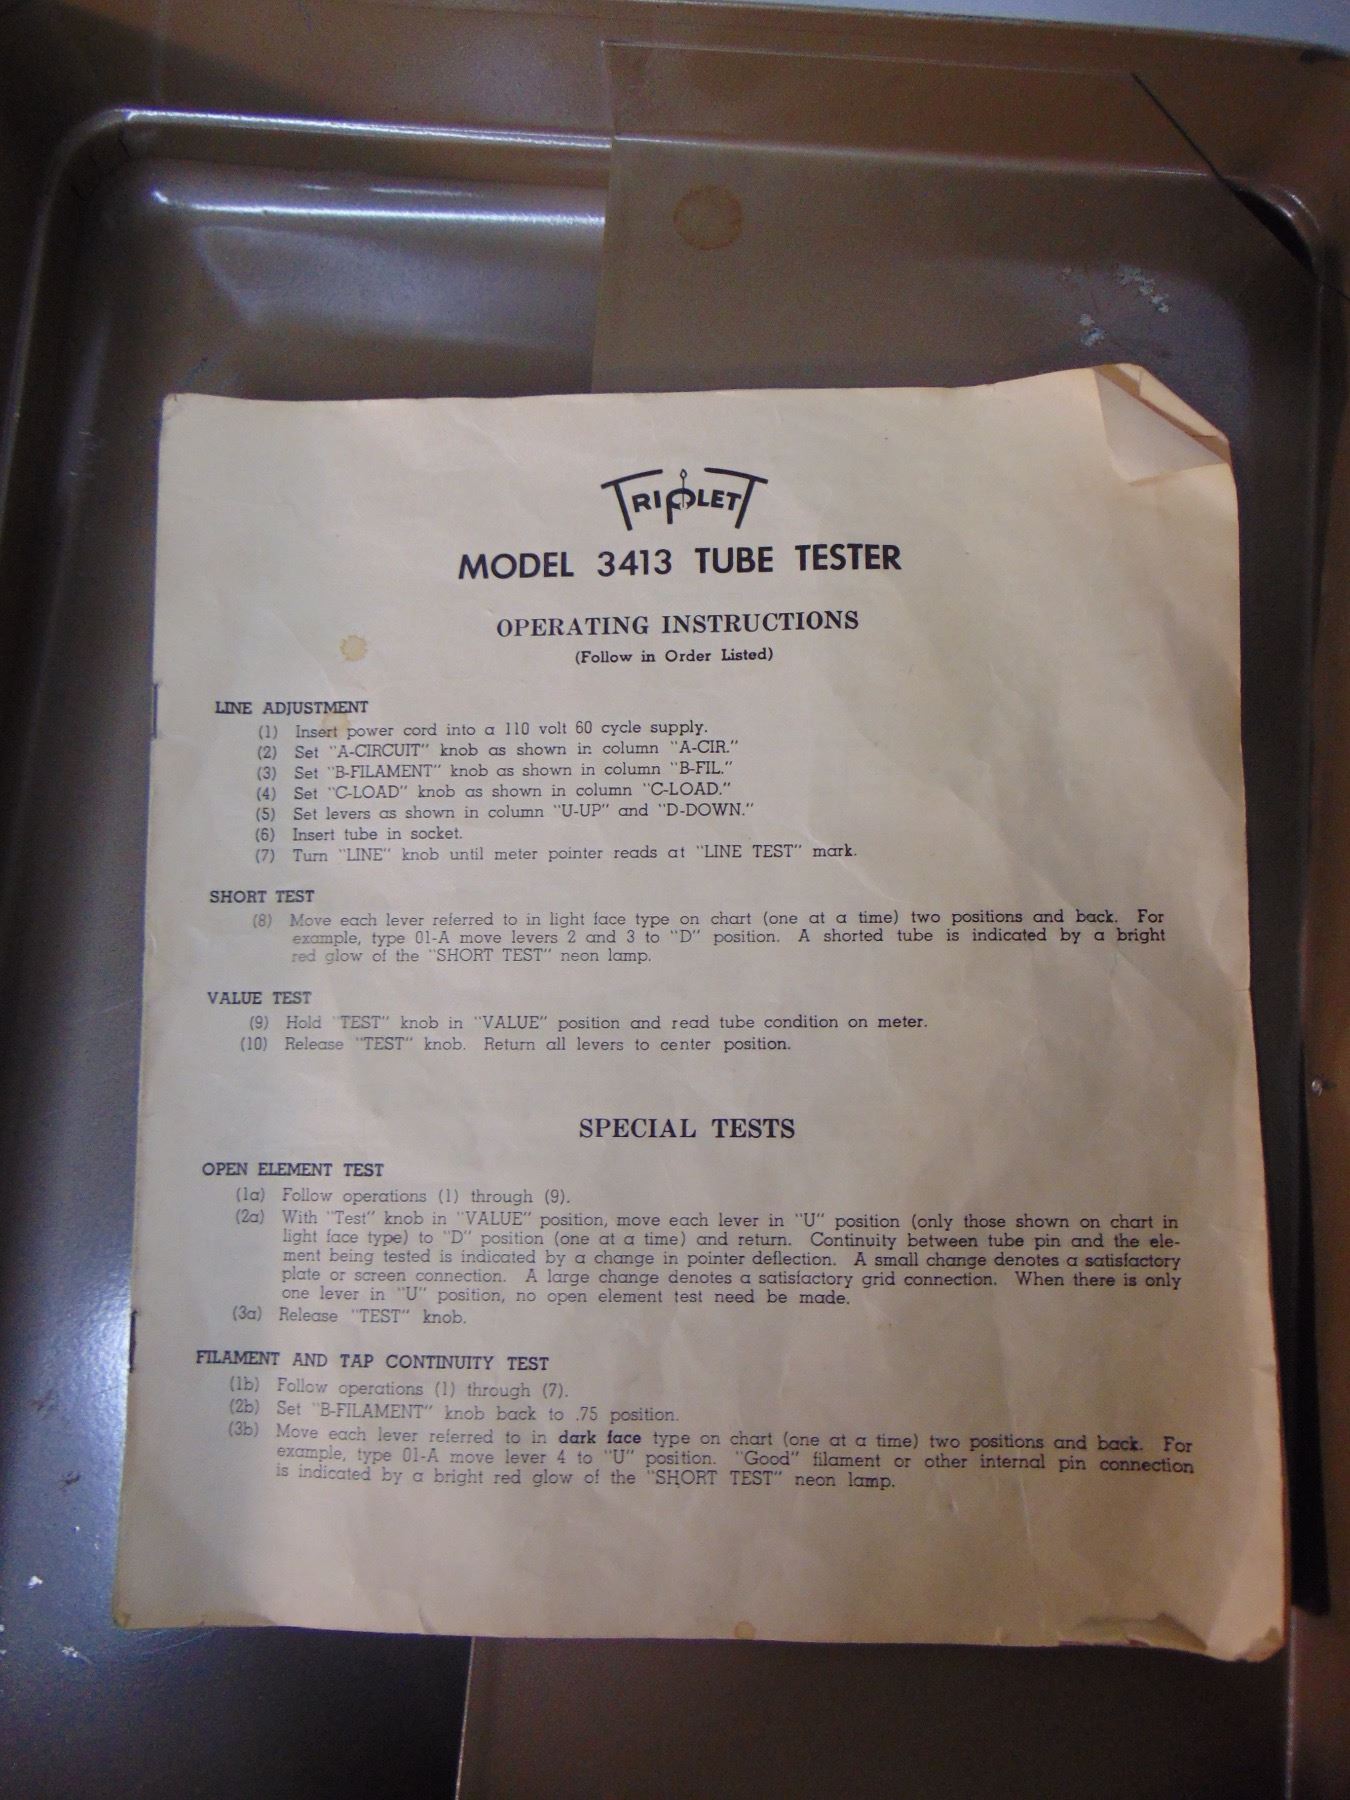 TRIPLETT
MODEL 3413 TUBE TESTER
OPERATING INSTRUCTIONS
(Follow in Order Listed)
LINE ADJUSTMENT
(1) Insert power cord into a 110 volt 60 cycle supply.
(2) Set "A-CIRCUIT" knob as shown in column "A-CIR."
(3) Set "B-FILAMENT" knob as shown in column "B-FIL."
(4) Set "C-LOAD" knob as shown in column "C-LOAD."
(5) Set levers as shown in column "U-UP" and "D-DOWN."
(6) Insert tube in socket.
(7) Turn "LINE" knob until meter pointer reads at "LINE TEST" mark.
SHORT TEST
(8) Move each lever referred to in light face type on chart (one at a time) two positions and back. For
example, type 01-A move levers 2 and 3 to "D" position. A shorted tube is indicated by a bright
red glow of the "SHORT TEST" neon lamp.
VALUE TEST
(9) Hold "TEST" knob in "VALUE" position and read tube condition on meter.
(10) Release "TEST" knob. Return all levers to center position.
SPECIAL TESTS
OPEN ELEMENT TEST
(1a) Follow operations (1) through (9).
(2a) With "Test" knob in "VALUE" position, move each lever in "U" position (only those shown on chart in
light face type) to "D" position (one at a time) and return. Continuity between tube pin and the ele-
ment being tested is indicated by a change in pointer deflection. A small change denotes a satisfactory
plate or screen connection. A large change denotes a satisfactory grid connection. When there is only
one lever in "U" position, no open element test need be made.
(3a) Release "TEST" knob.
FILAMENT AND TAP CONTINUITY TEST
(1b) Follow operations (1) through (7).
(2b) Set "B-FILAMENT" knob back to .75 position.
(3b) Move each lever referred to in dark face type on chart (one at a time) two positions and back. For
example, type 01-A move lever 4 to "U" position. "Good" filament or other internal pin connection
is indicated by a bright red glow of the "SHORT TEST" neon lamp.